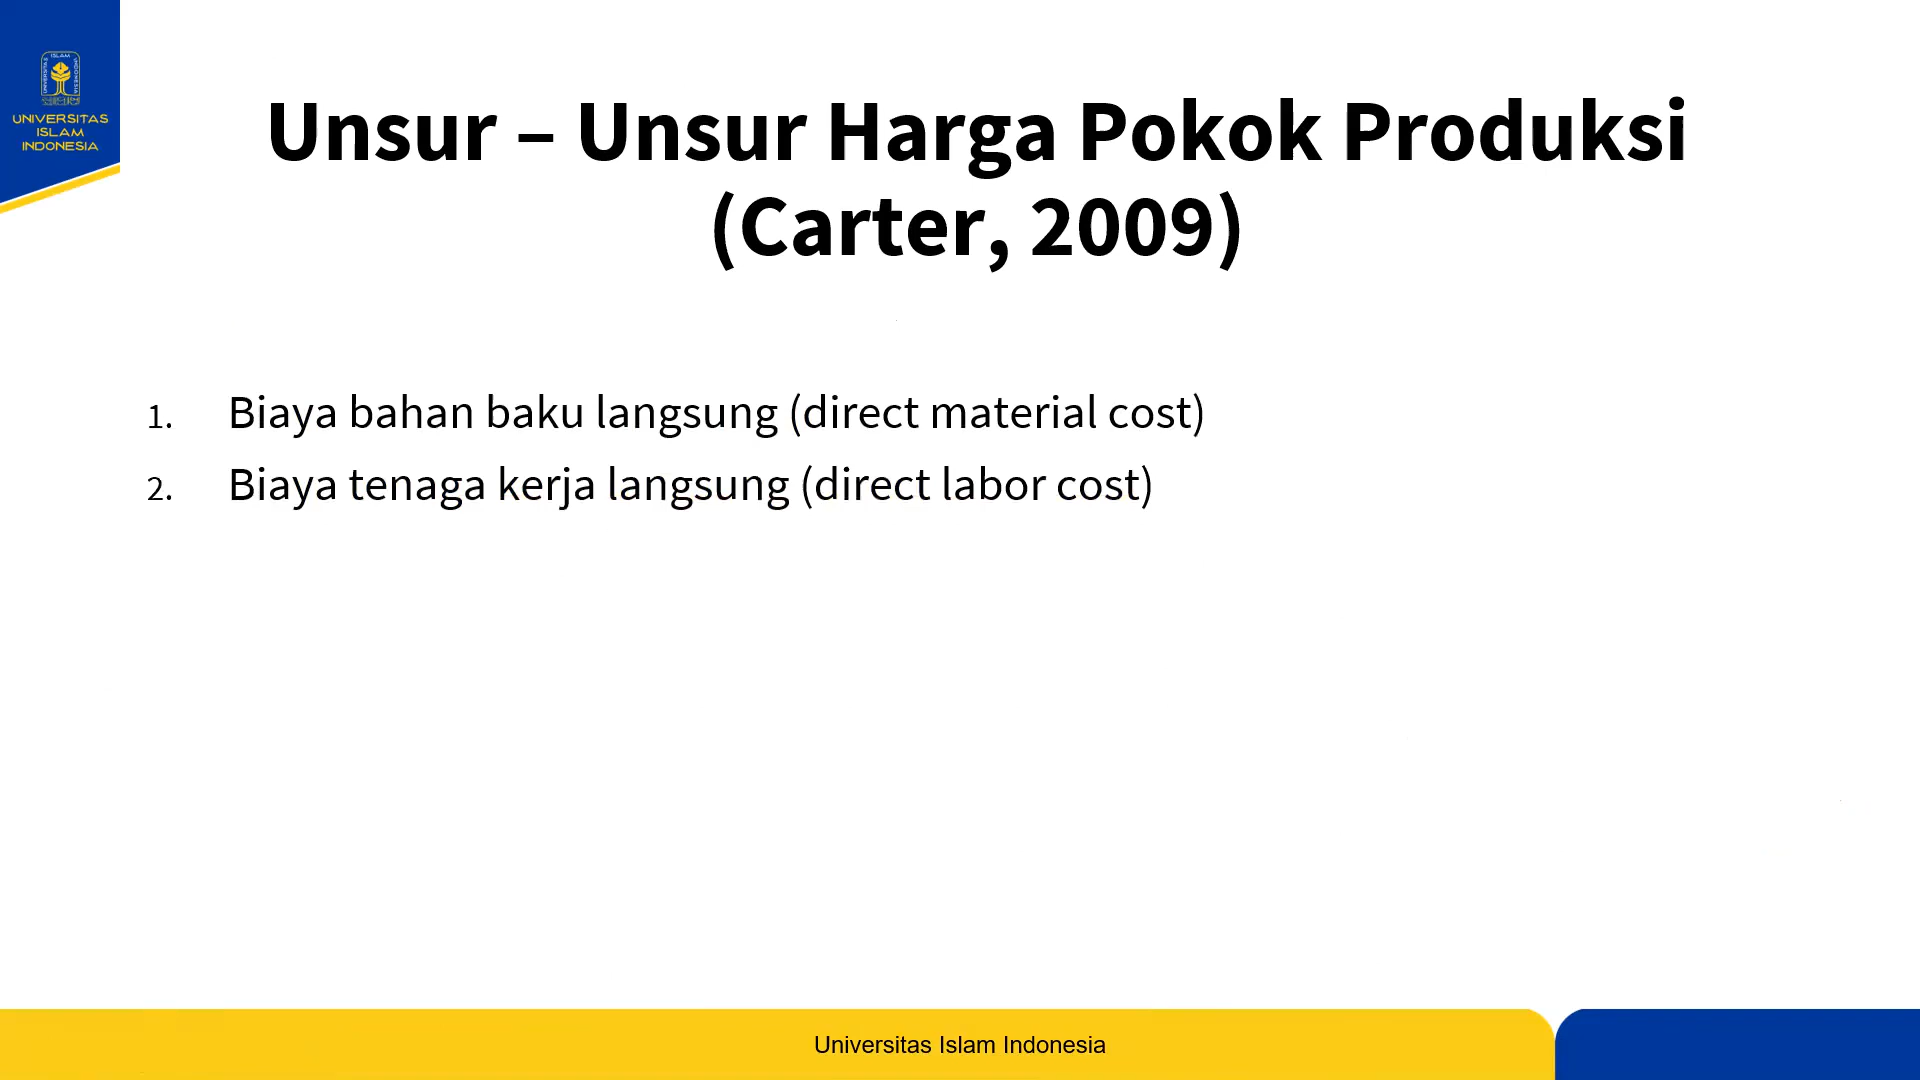 UNIVERSITAS
ISLAM
INDONESIA
Unsur – Unsur Harga Pokok Produksi
(Carter, 2009)
1. Biaya bahan baku langsung (direct material cost)
2. Biaya tenaga kerja langsung (direct labor cost)
Universitas Islam Indonesia